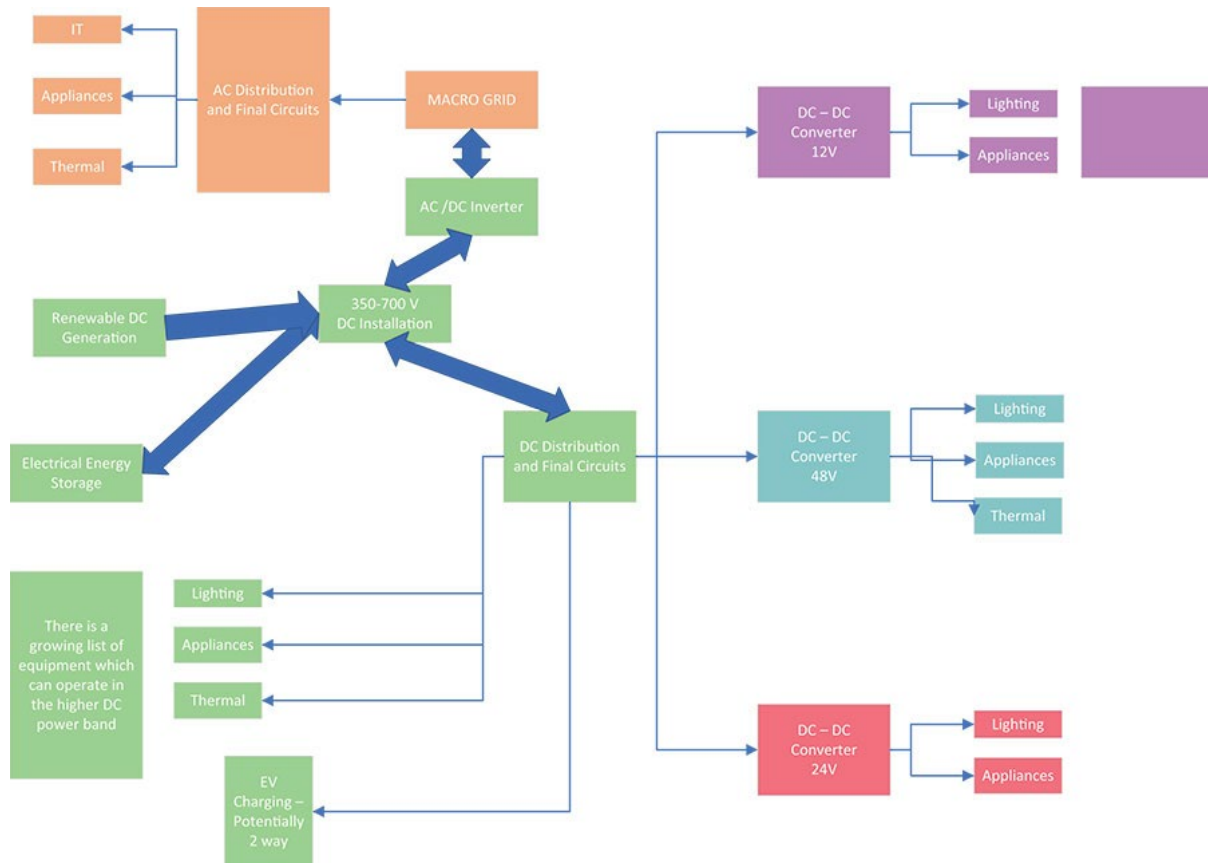 IT
Appliances
Thermal
AC Distribution
and Final Circuits
MACRO GRID
AC /DC Inverter
350-700 V
DC Installation
Renewable DC
Generation
Electrical Energy
Storage
DC Distribution
and Final Circuits
There is a
growing list of
equipment which
can operate in
the higher DC
power band
Lighting
Appliances
Thermal
EV
Charging –
Potentially
2 way
DC – DC
Converter
12V
Lighting
Appliances
DC – DC
Converter
48V
Lighting
Appliances
Thermal
DC – DC
Converter
24V
Lighting
Appliances